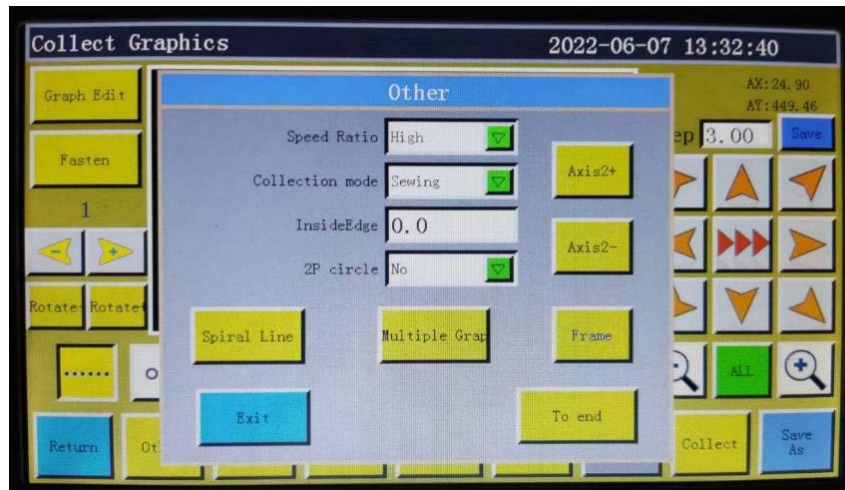 Collect Graphics 2022-06-07 13:32:40
Graph Edit
Other
AX:24.90
AY:449.46
Speed Ratio High
ep 3.00 Save
Fasten
Collection mode Sewing
Axis2+
1
InsideEdge 0.0
Axis2-
2P circle No
Rotate- Rotate+
Spiral Line Multiple Grap Frame
ALL
Exit To end
Return Ot Collect Save As